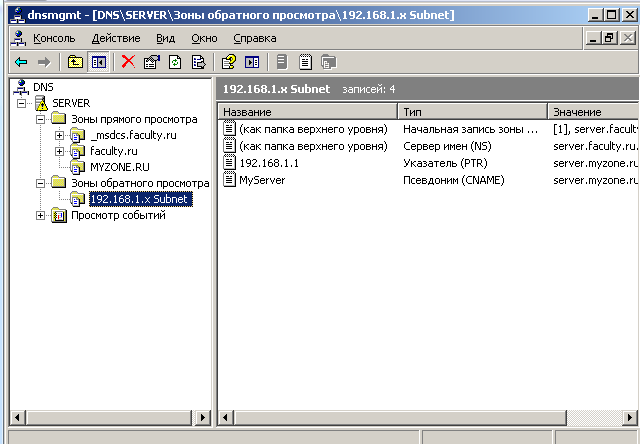 dnsmgmt - [DNS\SERVER\Зоны обратного просмотра\192.168.1.x Subnet]
Консоль Действие Вид Окно Справка
DNS
SERVER
Зоны прямого просмотра
_msdcs.faculty.ru
faculty.ru
MYZONE.RU
Зоны обратного просмотра
192.168.1.x Subnet
Просмотр событий
192.168.1.x Subnet записей: 4
Название Тип Значение
(как папка верхнего уровня) Начальная запись зоны ... [1], server.facult
(как папка верхнего уровня) Сервер имен (NS) server.faculty.ru
192.168.1.1 Указатель (PTR) server.myzone.ru
MyServer Псевдоним (CNAME) server.myzone.ru